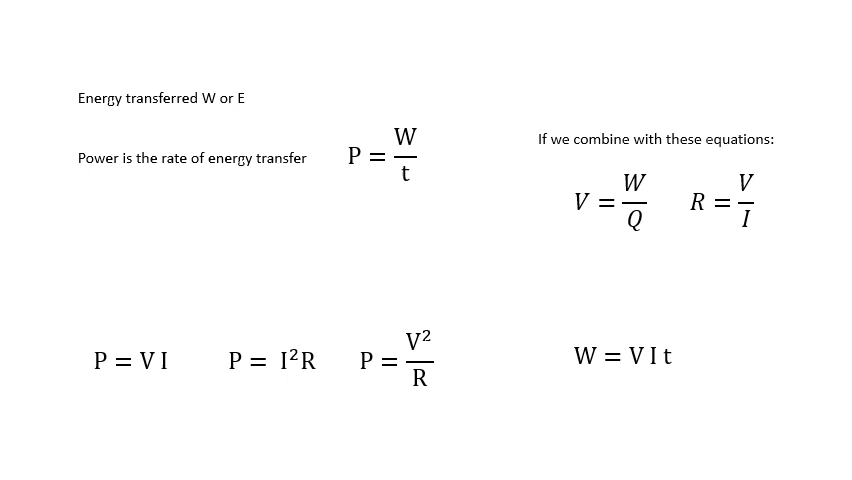 Energy transferred W or E
Power is the rate of energy transfer P = W/t
If we combine with these equations:
V = W/Q R = V/I
P = V I P = I²R P = V²/R W = V I t